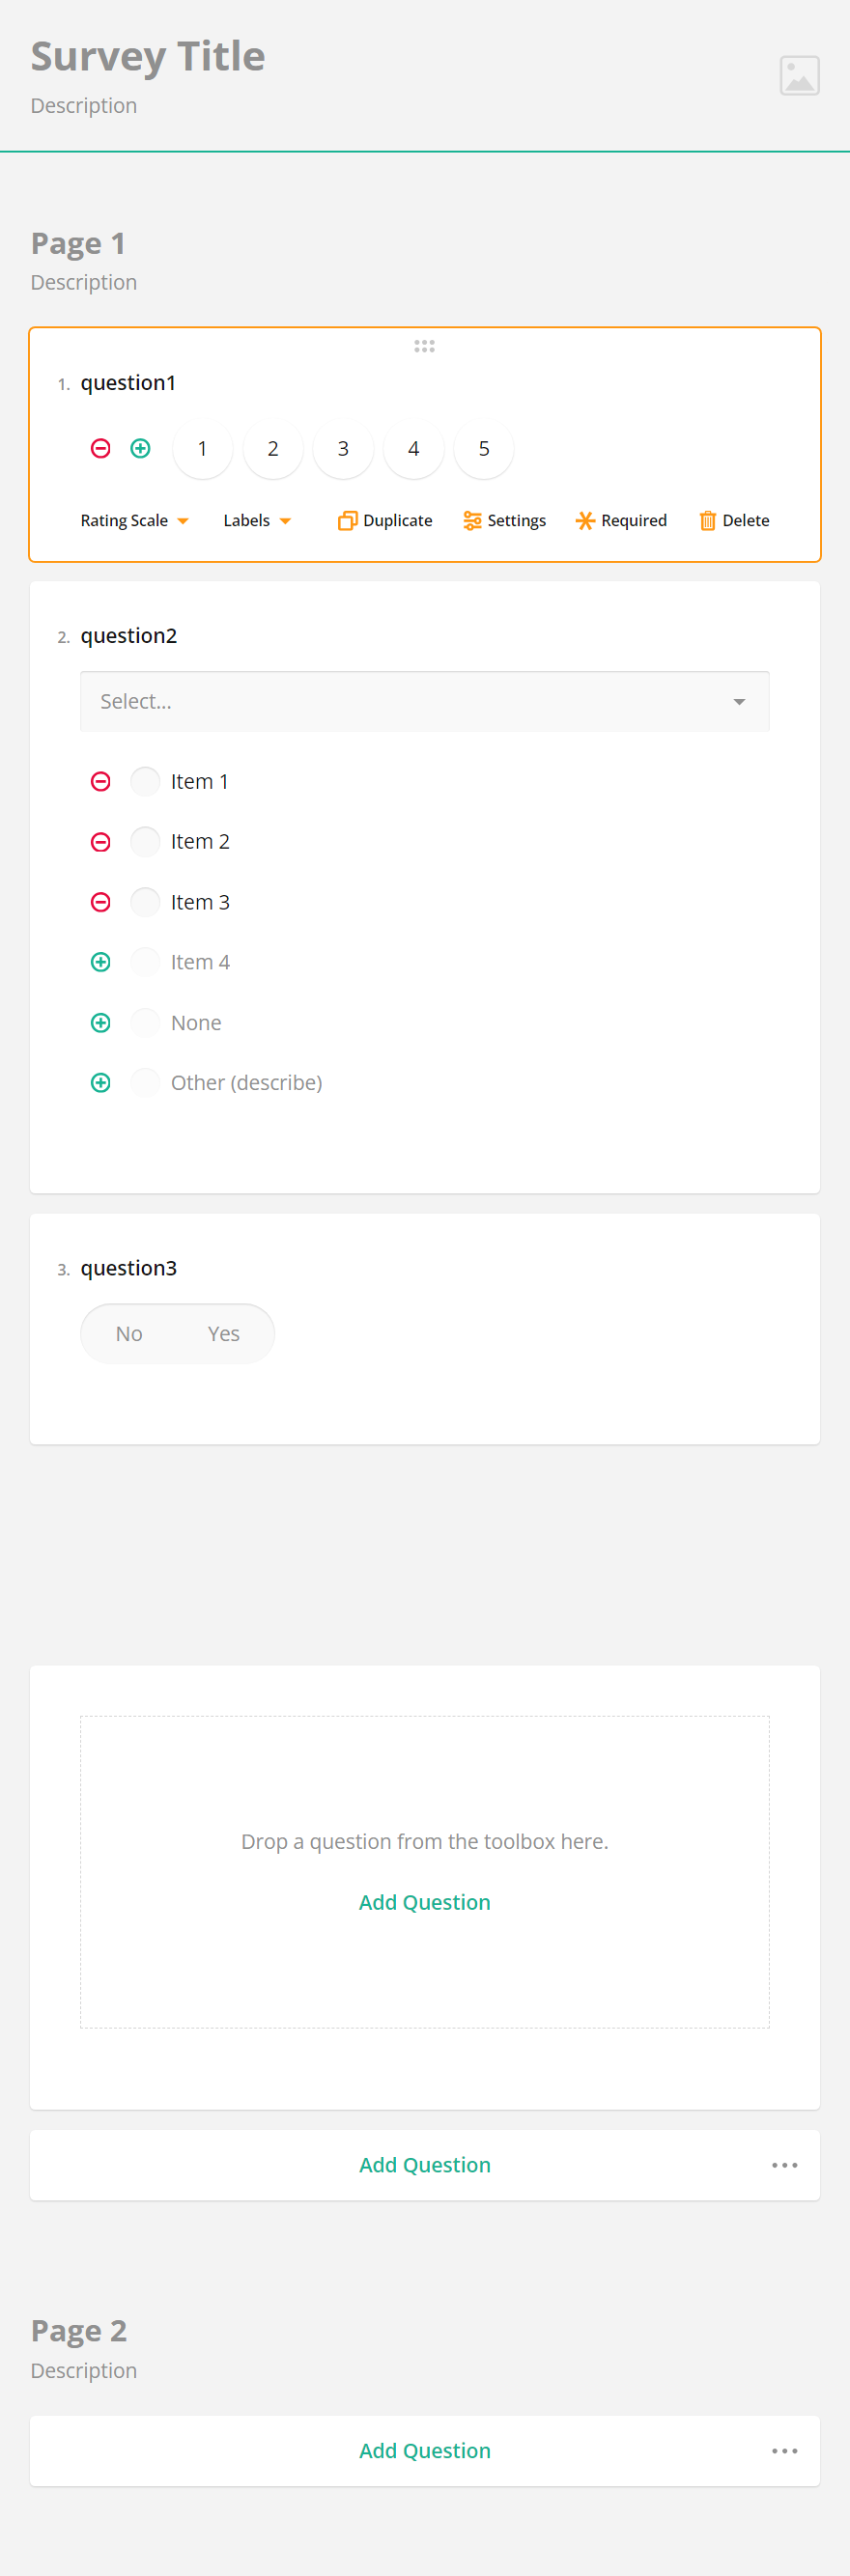 Survey Title
Description
Page 1
Description
1. question1
1 2 3 4 5
Rating Scale Labels Duplicate Settings Required Delete
2. question2
Select...
Item 1
Item 2
Item 3
Item 4
None
Other (describe)
3. question3
No Yes
Drop a question from the toolbox here.
Add Question
Add Question
Page 2
Description
Add Question